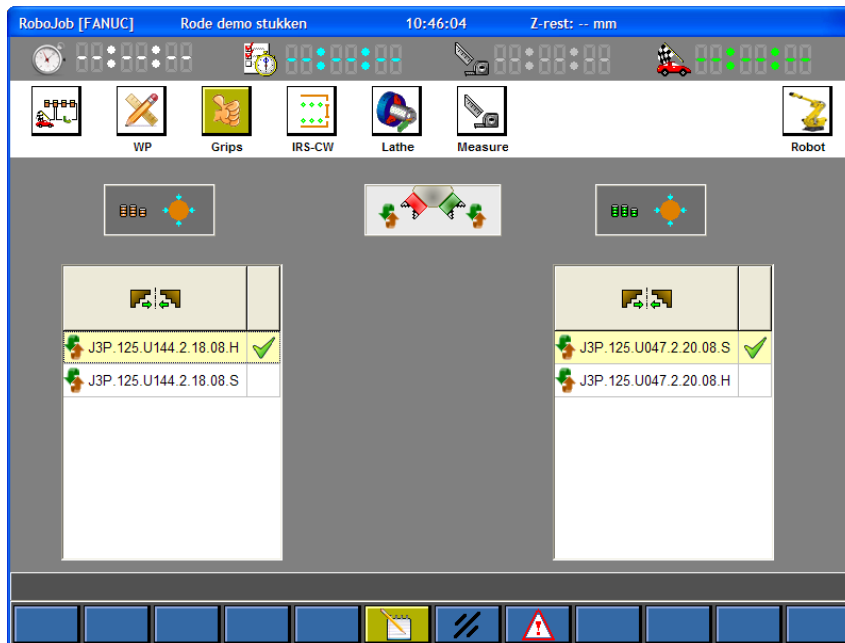 RoboJob [FANUC] Rode demo stukken 10:46:04 Z-rest: -- mm
--:--:-- --:--:-- --:--:-- --:--:--
WP Grips IRS-CW Lathe Measure Robot
J3P.125.U144.2.18.08.H J3P.125.U047.2.20.08.S
J3P.125.U144.2.18.08.S J3P.125.U047.2.20.08.H